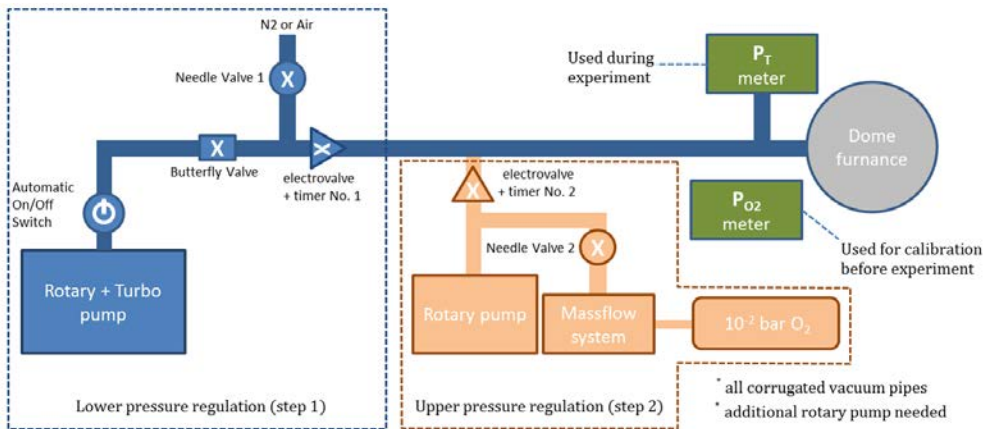 N2 or Air
Needle Valve 1
X
X
Butterfly Valve
X
electrovalve
+ timer No. 1
Automatic
On/Off
Switch
Rotary + Turbo
pump
Lower pressure regulation (step 1)
X
electrovalve
+ timer No. 2
Needle Valve 2
X
Rotary pump
Massflow
system
10⁻² bar O₂
Upper pressure regulation (step 2)
Used during
experiment
P_T
meter
Dome
furnance
P_O2
meter
Used for calibration
before experiment
* all corrugated vacuum pipes
* additional rotary pump needed